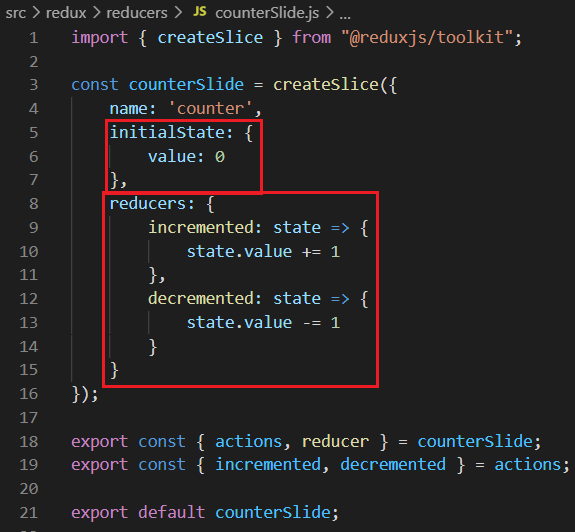 src > redux > reducers > JS counterSlide.js > ...
1 import { createSlice } from "@reduxjs/toolkit";
2
3 const counterSlide = createSlice({
4     name: 'counter',
5     initialState: {
6         value: 0
7     },
8     reducers: {
9         incremented: state => {
10             state.value += 1
11         },
12         decremented: state => {
13             state.value -= 1
14         }
15     }
16 });
17
18 export const { actions, reducer } = counterSlide;
19 export const { incremented, decremented } = actions;
20
21 export default counterSlide;